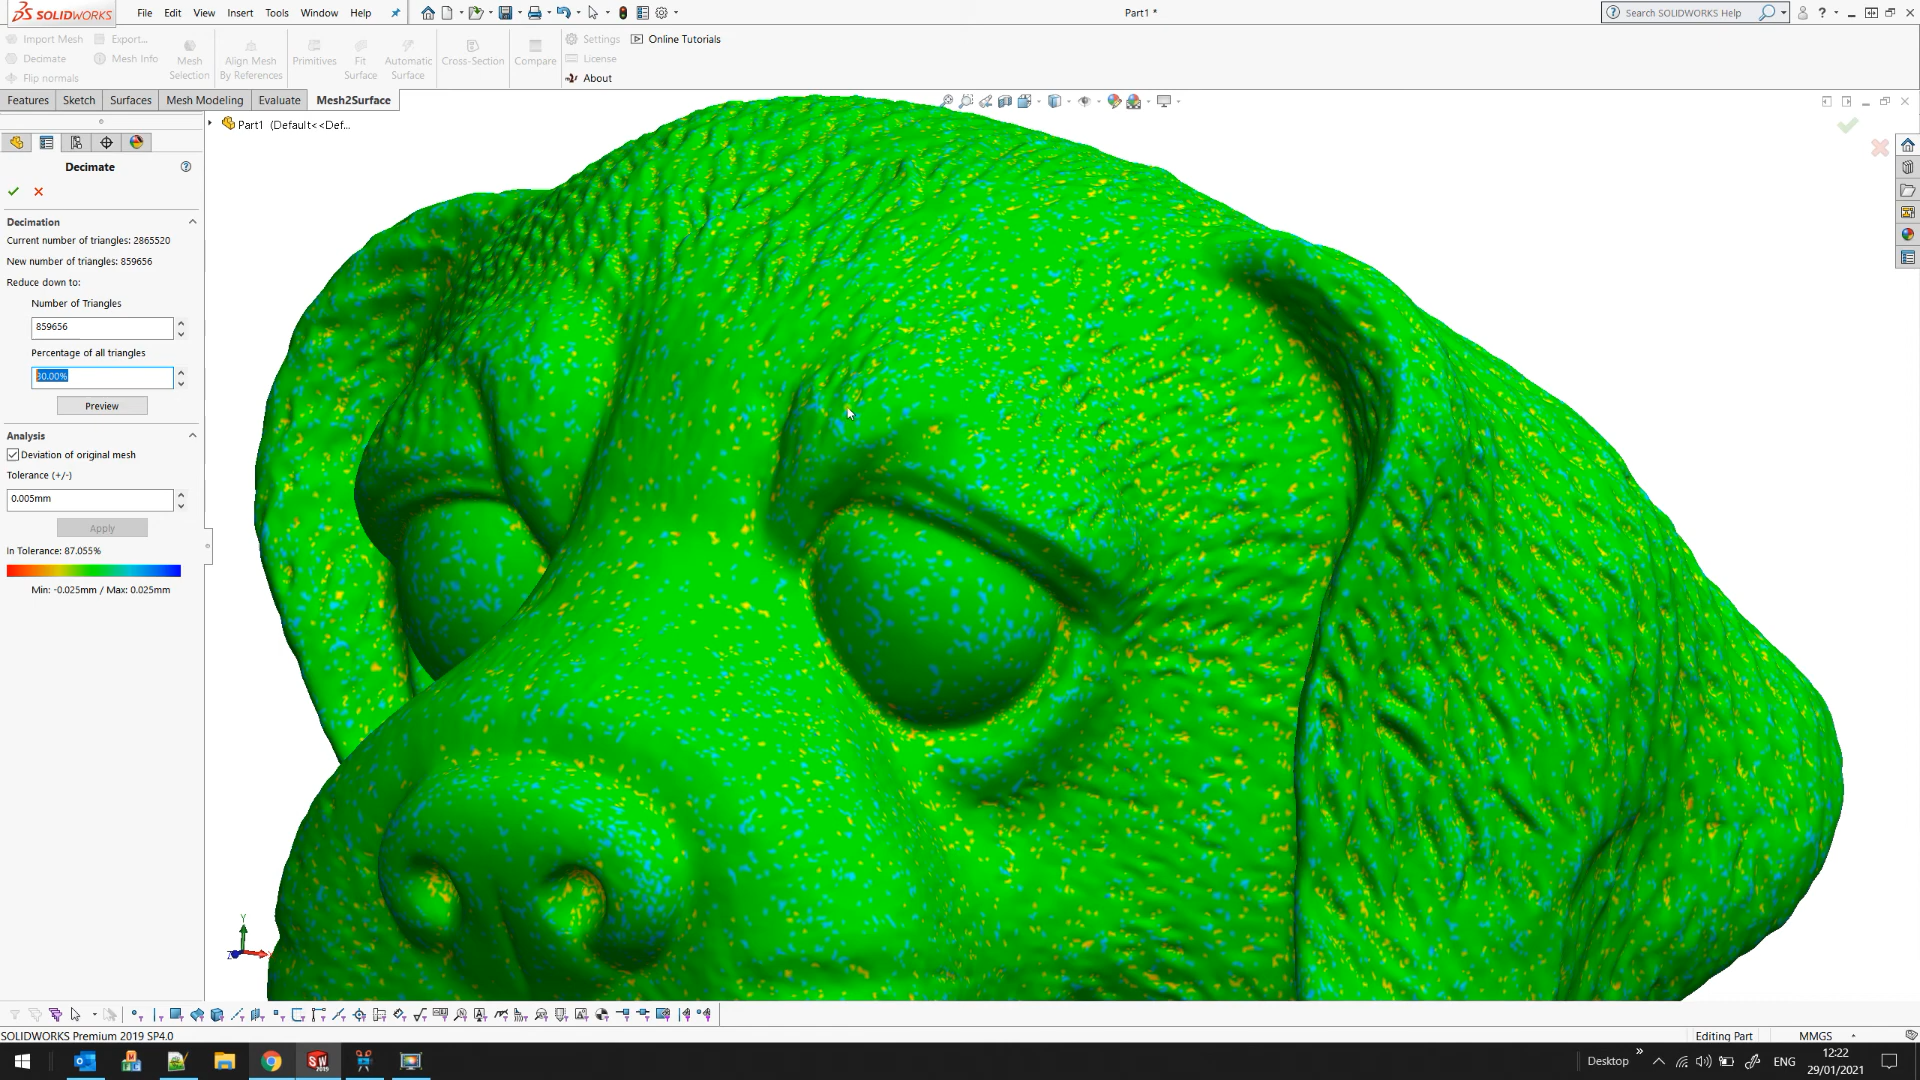 SOLIDWORKS
File Edit View Insert Tools Window Help
Part1 *
Search SOLIDWORKS Help
Import Mesh
Export...
Decimate
Mesh Info
Flip normals
Mesh
Selection
Align Mesh
By References
Primitives
Fit
Surface
Automatic
Surface
Cross-Section
Compare
Settings
Online Tutorials
License
About
Features Sketch Surfaces Mesh Modeling Evaluate Mesh2Surface
Part1 (Default<<Def...
Decimate
Decimation
Current number of triangles: 2865520
New number of triangles: 859656
Reduce down to:
Number of Triangles
859656
Percentage of all triangles
30.00%
Preview
Analysis
Deviation of original mesh
Tolerance (+/-)
0.005mm
Apply
In Tolerance: 87.055%
Min: -0.025mm / Max: 0.025mm
Y
Z
SOLIDWORKS Premium 2019 SP4.0
Editing Part
MMGS
SW
2019
Desktop
ENG
12:22
29/01/2021